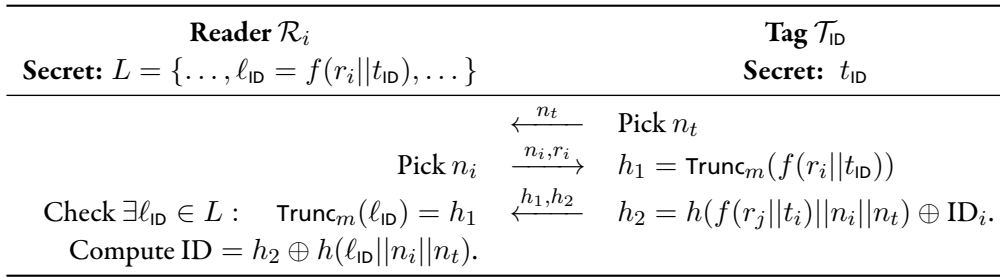 Reader $\mathcal{R}_i$ Tag $\mathcal{T}_{\mathsf{ID}}$
Secret: $L = \{\ldots, \ell_{\mathsf{ID}} = f(r_i||t_{\mathsf{ID}}), \ldots\}$ Secret: $t_{\mathsf{ID}}$
$\xleftarrow{n_t}$ Pick $n_t$
Pick $n_i$ $\xrightarrow{n_i, r_i}$ $h_1 = \mathsf{Trunc}_m(f(r_i||t_{\mathsf{ID}}))$
Check $\exists \ell_{\mathsf{ID}} \in L :$ $\mathsf{Trunc}_m(\ell_{\mathsf{ID}}) = h_1$ $\xleftarrow{h_1, h_2}$ $h_2 = h(f(r_j||t_i)||n_i||n_t) \oplus \mathrm{ID}_i.$
Compute $\mathrm{ID} = h_2 \oplus h(\ell_{\mathsf{ID}}||n_i||n_t).$